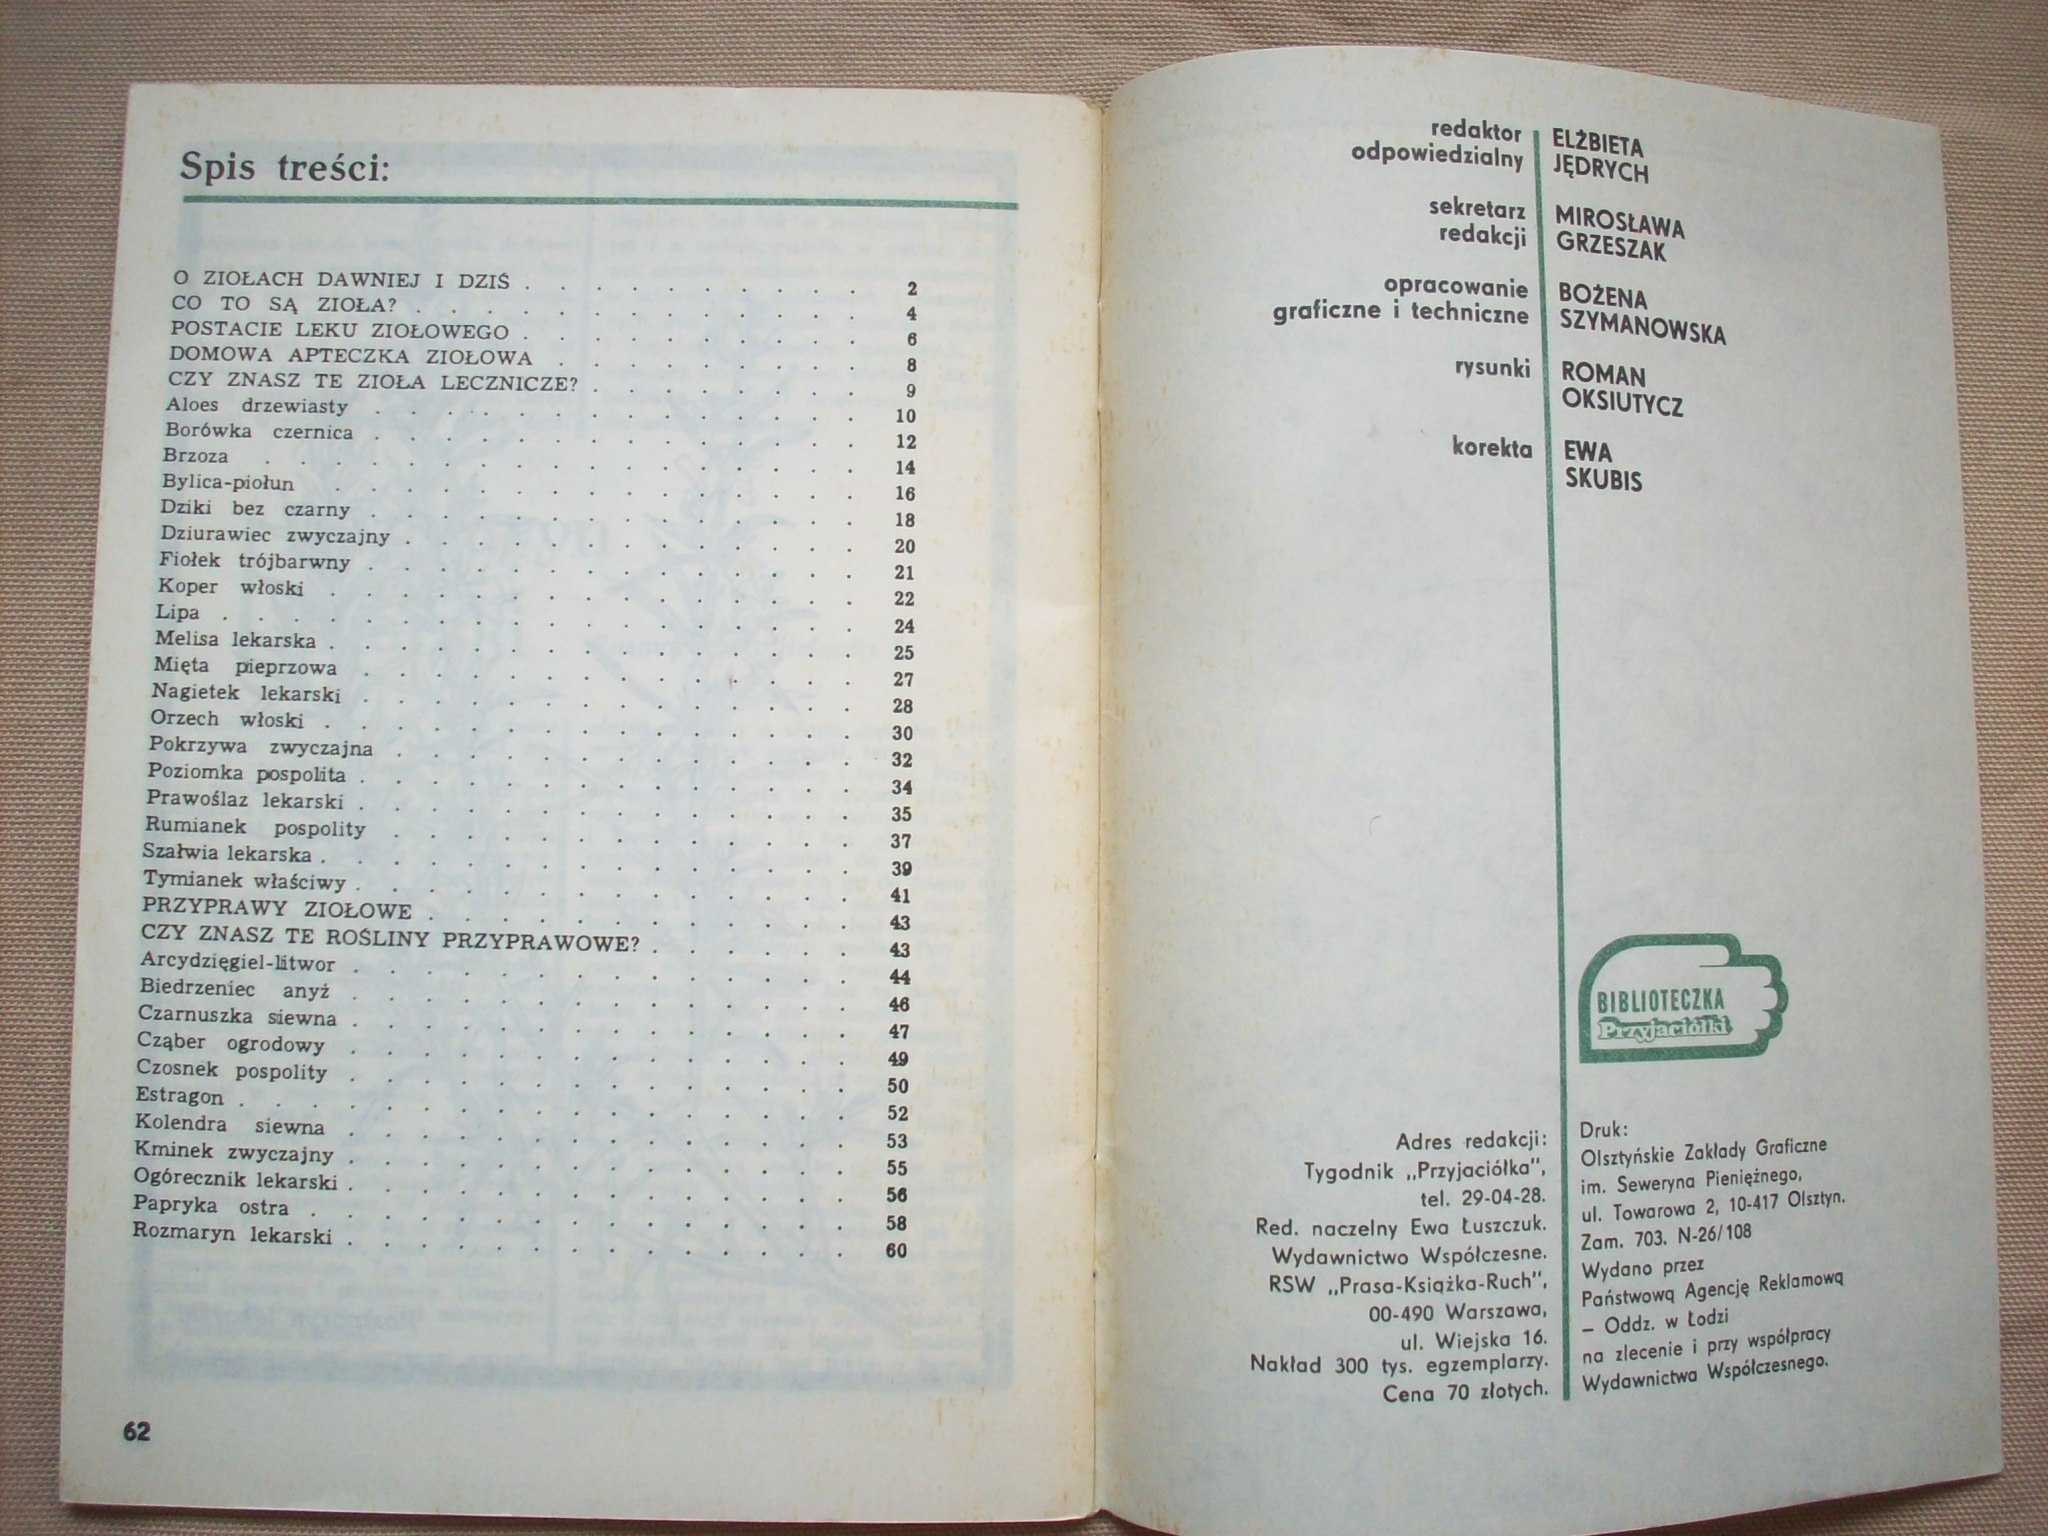 Spis treści:
O ZIOŁACH DAWNIEJ I DZIŚ . . . . . . . . . . 2
CO TO SĄ ZIOŁA? . . . . . . . . . . . . . 4
POSTACIE LEKU ZIOŁOWEGO . . . . . . . . . . 6
DOMOWA APTECZKA ZIOŁOWA . . . . . . . . . 8
CZY ZNASZ TE ZIOŁA LECZNICZE? . . . . . . . . 9
Aloes drzewiasty . . . . . . . . . . . . . . 10
Borówka czernica . . . . . . . . . . . . . . 12
Brzoza . . . . . . . . . . . . . . . . . 14
Bylica-piołun . . . . . . . . . . . . . . . 16
Dziki bez czarny . . . . . . . . . . . . . . 18
Dziurawiec zwyczajny . . . . . . . . . . . . . 20
Fiołek trójbarwny . . . . . . . . . . . . . . 21
Koper włoski . . . . . . . . . . . . . . . 22
Lipa . . . . . . . . . . . . . . . . . . 24
Melisa lekarska . . . . . . . . . . . . . . . 25
Mięta pieprzowa . . . . . . . . . . . . . . 27
Nagietek lekarski . . . . . . . . . . . . . . 28
Orzech włoski . . . . . . . . . . . . . . . 30
Pokrzywa zwyczajna . . . . . . . . . . . . . 32
Poziomka pospolita . . . . . . . . . . . . . . 34
Prawoślaz lekarski . . . . . . . . . . . . . . 35
Rumianek pospolity . . . . . . . . . . . . . 37
Szałwia lekarska . . . . . . . . . . . . . . . 39
Tymianek właściwy . . . . . . . . . . . . . . 41
PRZYPRAWY ZIOŁOWE . . . . . . . . . . . . 43
CZY ZNASZ TE ROŚLINY PRZYPRAWOWE? . . . . . . 43
Arcydzięgiel-litwor . . . . . . . . . . . . . . 44
Biedrzeniec anyż . . . . . . . . . . . . . . 46
Czarnuszka siewna . . . . . . . . . . . . . . 47
Cząber ogrodowy . . . . . . . . . . . . . . 49
Czosnek pospolity . . . . . . . . . . . . . . 50
Estragon . . . . . . . . . . . . . . . . . 52
Kolendra siewna . . . . . . . . . . . . . . 53
Kminek zwyczajny . . . . . . . . . . . . . . 55
Ogórecznik lekarski . . . . . . . . . . . . . . 56
Papryka ostra . . . . . . . . . . . . . . . 58
Rozmaryn lekarski . . . . . . . . . . . . . . 60
62
redaktor
odpowiedzialny
ELŻBIETA
JĘDRYCH
sekretarz
redakcji
MIROSŁAWA
GRZESZAK
opracowanie
graficzne i techniczne
BOŻENA
SZYMANOWSKA
rysunki
ROMAN
OKSIUTYCZ
korekta
EWA
SKUBIS
BIBLIOTECZKA
Przyjaciółki
Adres redakcji:
Tygodnik „Przyjaciółka",
tel. 29-04-28.
Red. naczelny Ewa Łuszczuk.
Wydawnictwo Współczesne.
RSW „Prasa-Książka-Ruch",
00-490 Warszawa,
ul. Wiejska 16.
Nakład 300 tys. egzemplarzy.
Cena 70 złotych.
Druk:
Olsztyńskie Zakłady Graficzne
im. Seweryna Pieniężnego,
ul. Towarowa 2, 10-417 Olsztyn.
Zam. 703. N-26/108
Wydano przez
Państwową Agencję Reklamową
– Oddz. w Łodzi
na zlecenie i przy współpracy
Wydawnictwa Współczesnego.